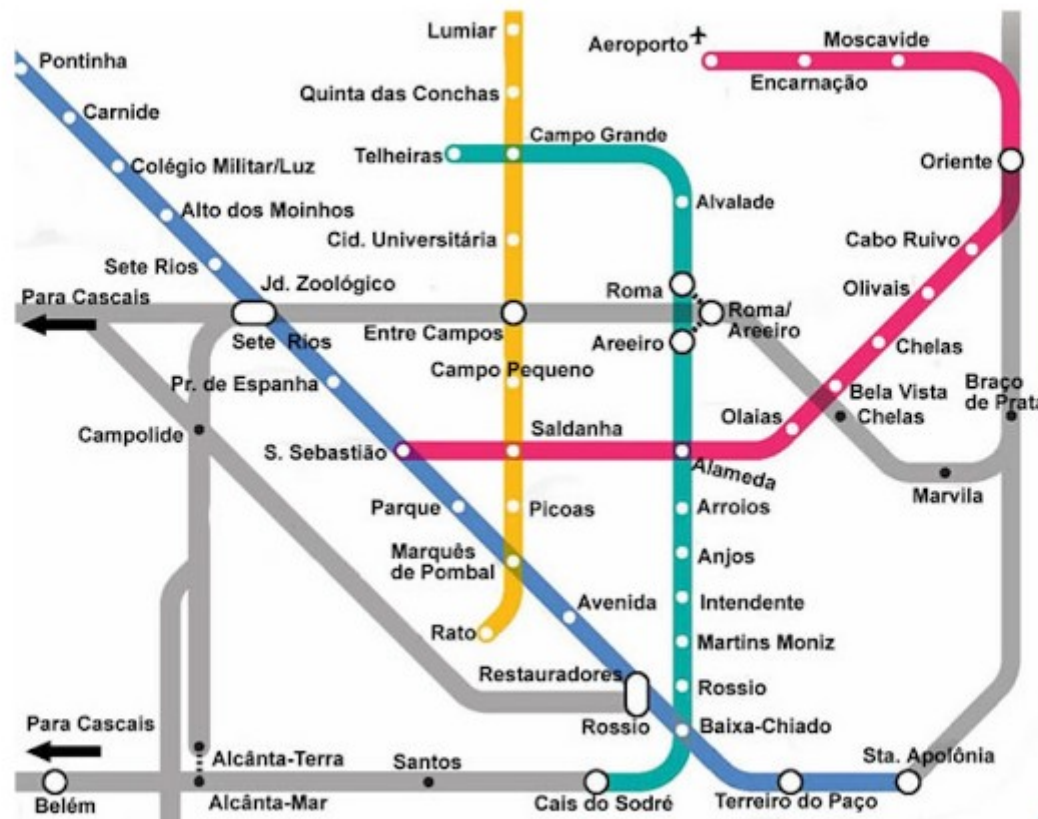 Lumiar
Aeroporto
Moscavide
Pontinha
Encarnação
Quinta das Conchas
Carnide
Campo Grande
Telheiras
Oriente
Colégio Militar/Luz
Alvalade
Alto dos Moinhos
Cid. Universitária
Cabo Ruivo
Sete Rios
Jd. Zoológico
Roma
Olivais
Para Cascais
Roma/
Areeiro
Entre Campos
Sete Rios
Areeiro
Chelas
Campo Pequeno
Pr. de Espanha
Bela Vista
Braço
de Prata
Chelas
Olaias
Saldanha
Campolide
S. Sebastião
Alameda
Marvila
Parque
Picoas
Arroios
Marquês
de Pombal
Anjos
Avenida
Intendente
Rato
Martins Moniz
Restauradores
Rossio
Para Cascais
Rossio
Baixa-Chiado
Alcânta-Terra
Santos
Sta. Apolônia
Belém
Alcânta-Mar
Cais do Sodré
Terreiro do Paço